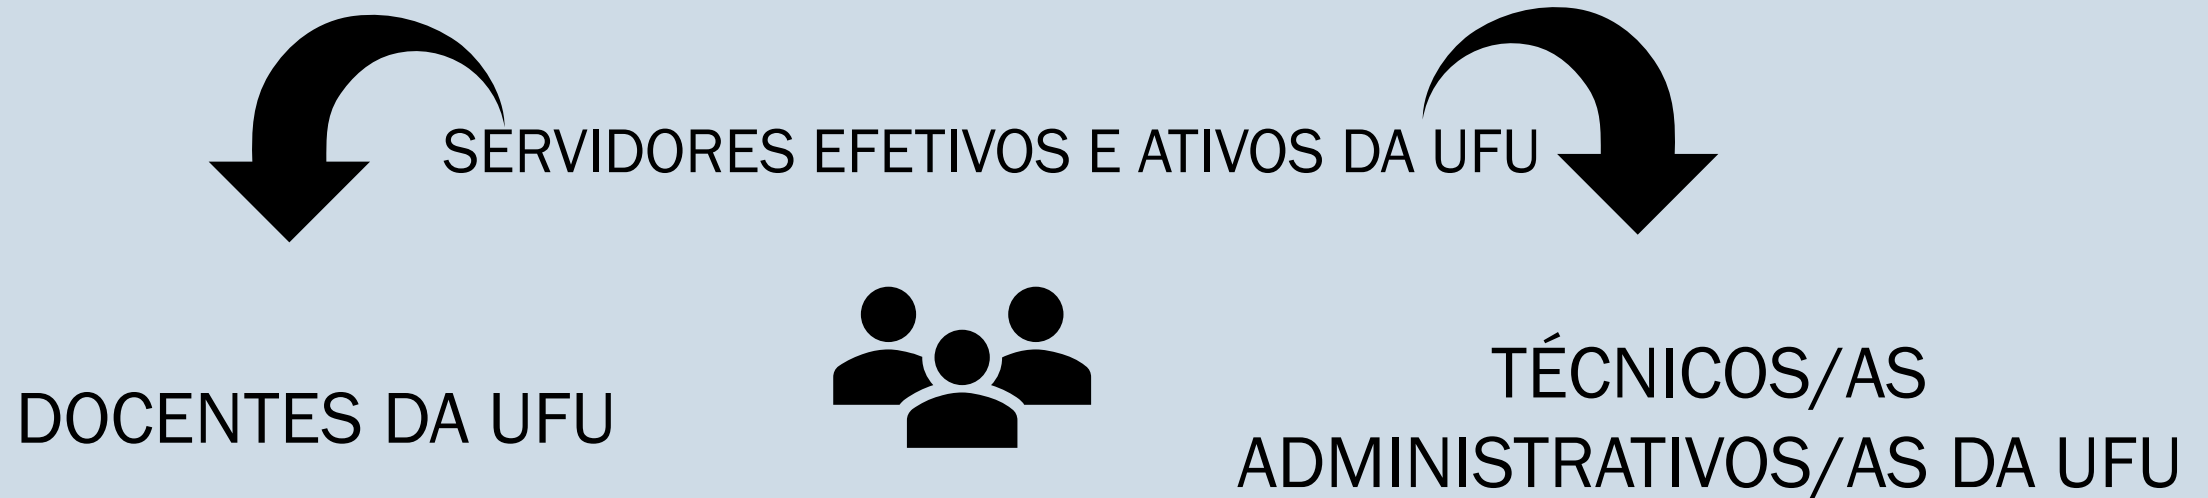 SERVIDORES EFETIVOS E ATIVOS DA UFU
DOCENTES DA UFU
TÉCNICOS/AS
ADMINISTRATIVOS/AS DA UFU